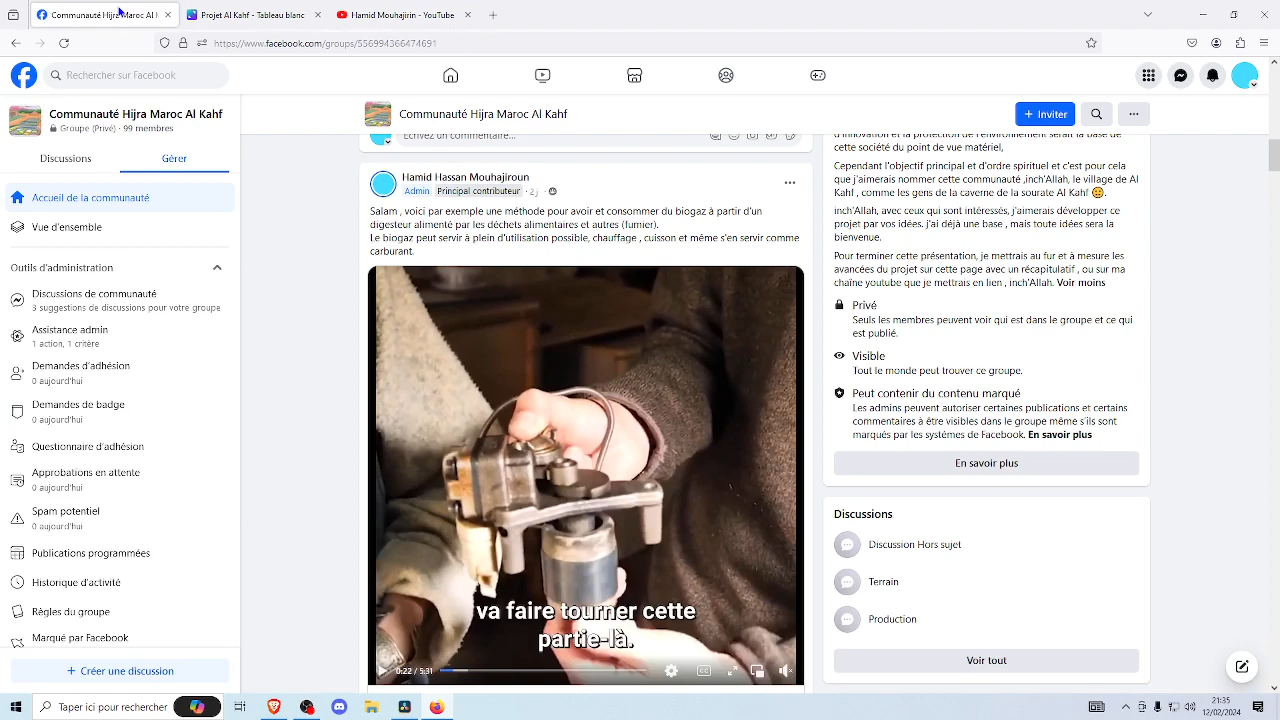 Communauté Hijra Maroc Al K
Projet Al Kahf - Tableau blanc
Hamid Mouhajirin - YouTube
https://www.facebook.com/groups/556994366474691
Rechercher sur Facebook
Communauté Hijra Maroc Al Kahf
Groupe (Privé) · 99 membres
Discussions
Gérer
Accueil de la communauté
Vue d'ensemble
Outils d'administration
Discussions de communauté
3 suggestions de discussions pour votre groupe
Assistance admin
1 action, 1 critère
Demandes d'adhésion
0 aujourd'hui
Demandes de badge
0 aujourd'hui
Questionnaire d'adhésion
Approbations en attente
0 aujourd'hui
Spam potentiel
0 aujourd'hui
Publications programmées
Historique d'activité
Règles du groupe
Marqué par Facebook
+ Créer une discussion
Communauté Hijra Maroc Al Kahf
+ Inviter
Écrivez un commentaire...
Hamid Hassan Mouhajiroun
Admin Principal contributeur · 2j ·
Salam , voici par exemple une méthode pour avoir et consommer du biogaz à partir d'un
digesteur alimenté par les déchets alimentaires et autres (fumier).
Le biogaz peut servir à plein d'utilisation possible, chauffage , cuisson et même s'en servir comme
carburant.
va faire tourner cette
partie-là.
0:22 / 5:31
CC
innovation et la protection de l'environnement seront la base de
cette société du point de vue matériel,
Cependant l'objectif principal et d'ordre spirituel et c'est pour cela
que j'aimerais nommer cette communauté ,inch'Allah, le village de Al
Kahf , comme les gens de la caverne de la sourate Al Kahf 😊.
inch'Allah, avec ceux qui sont intéressés, j'aimerais développer ce
projet par vos idées. j'ai déjà une base , mais toute idées sera la
bienvenue.
Pour terminer cette présentation, je mettrais au fur et à mesure les
avancées du projet sur cette page avec un récapitulatif , ou sur ma
chaîne youtube que je mettrais en lien , inch'Allah. Voir moins
Privé
Seuls les membres peuvent voir qui est dans le groupe et ce qui
est publié.
Visible
Tout le monde peut trouver ce groupe.
Peut contenir du contenu marqué
Les admins peuvent autoriser certaines publications et certains
commentaires à être visibles dans le groupe même s'ils sont
marqués par les systèmes de Facebook. En savoir plus
En savoir plus
Discussions
Discussion Hors sujet
Terrain
Production
Voir tout
Taper ici pour rechercher
21:35
12/02/2024